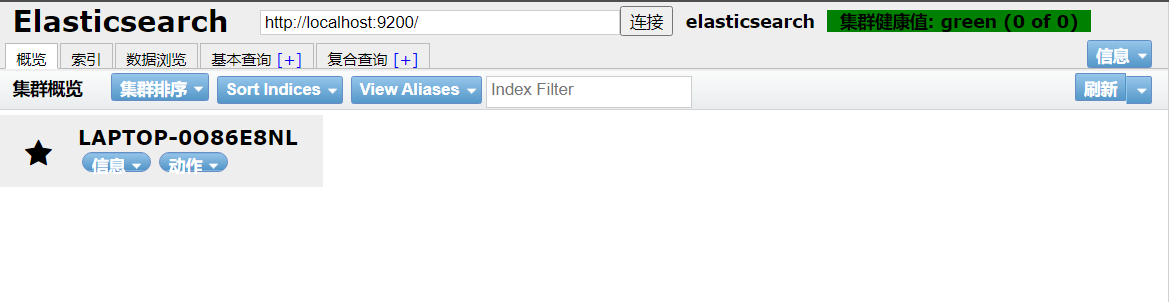 Elasticsearch http://localhost:9200/ 连接 elasticsearch 集群健康值: green (0 of 0)
概览 索引 数据浏览 基本查询 [+] 复合查询 [+] 信息
集群概览 集群排序 Sort Indices View Aliases Index Filter 刷新
LAPTOP-0O86E8NL
信息 动作